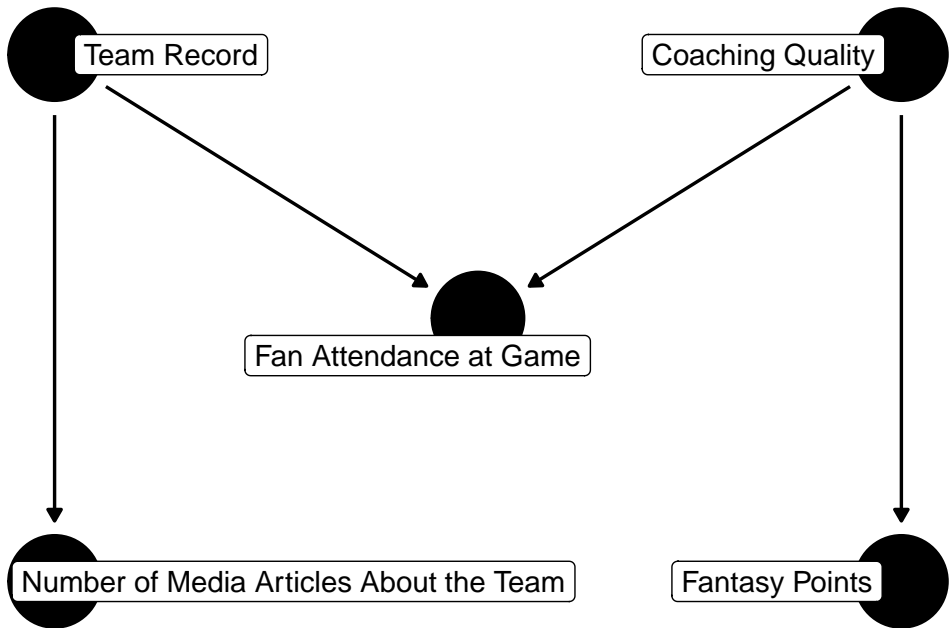 Team Record
Coaching Quality
Fan Attendance at Game
Number of Media Articles About the Team
Fantasy Points